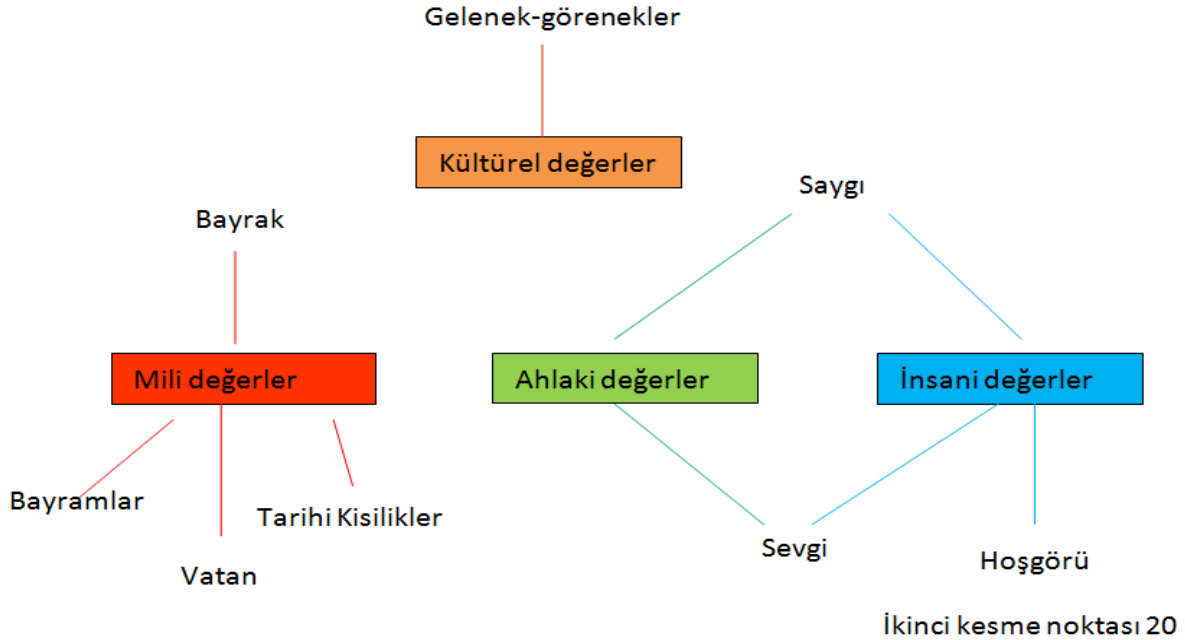 Gelenek-görenekler
Kültürel değerler
Saygı
Bayrak
Mili değerler
Ahlaki değerler
İnsani değerler
Bayramlar
Tarihi Kisilikler
Vatan
Sevgi
Hoşgörü
İkinci kesme noktası 20